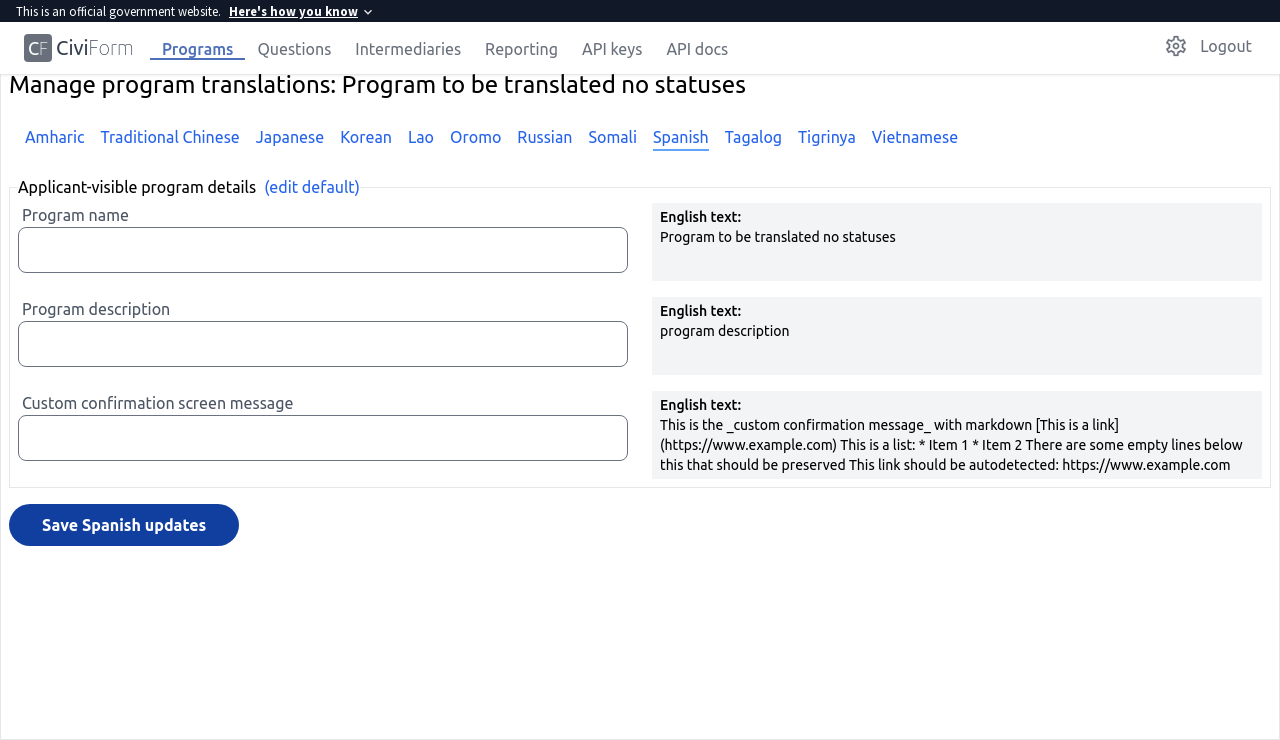 This is an official government website. Here's how you know
CF CiviForm Programs Questions Intermediaries Reporting API keys API docs Logout
Manage program translations: Program to be translated no statuses
Amharic Traditional Chinese Japanese Korean Lao Oromo Russian Somali Spanish Tagalog Tigrinya Vietnamese
Applicant-visible program details (edit default)
Program name
English text:
Program to be translated no statuses
Program description
English text:
program description
Custom confirmation screen message
English text:
This is the _custom confirmation message_ with markdown [This is a link]
(https://www.example.com) This is a list: * Item 1 * Item 2 There are some empty lines below
this that should be preserved This link should be autodetected: https://www.example.com
Save Spanish updates